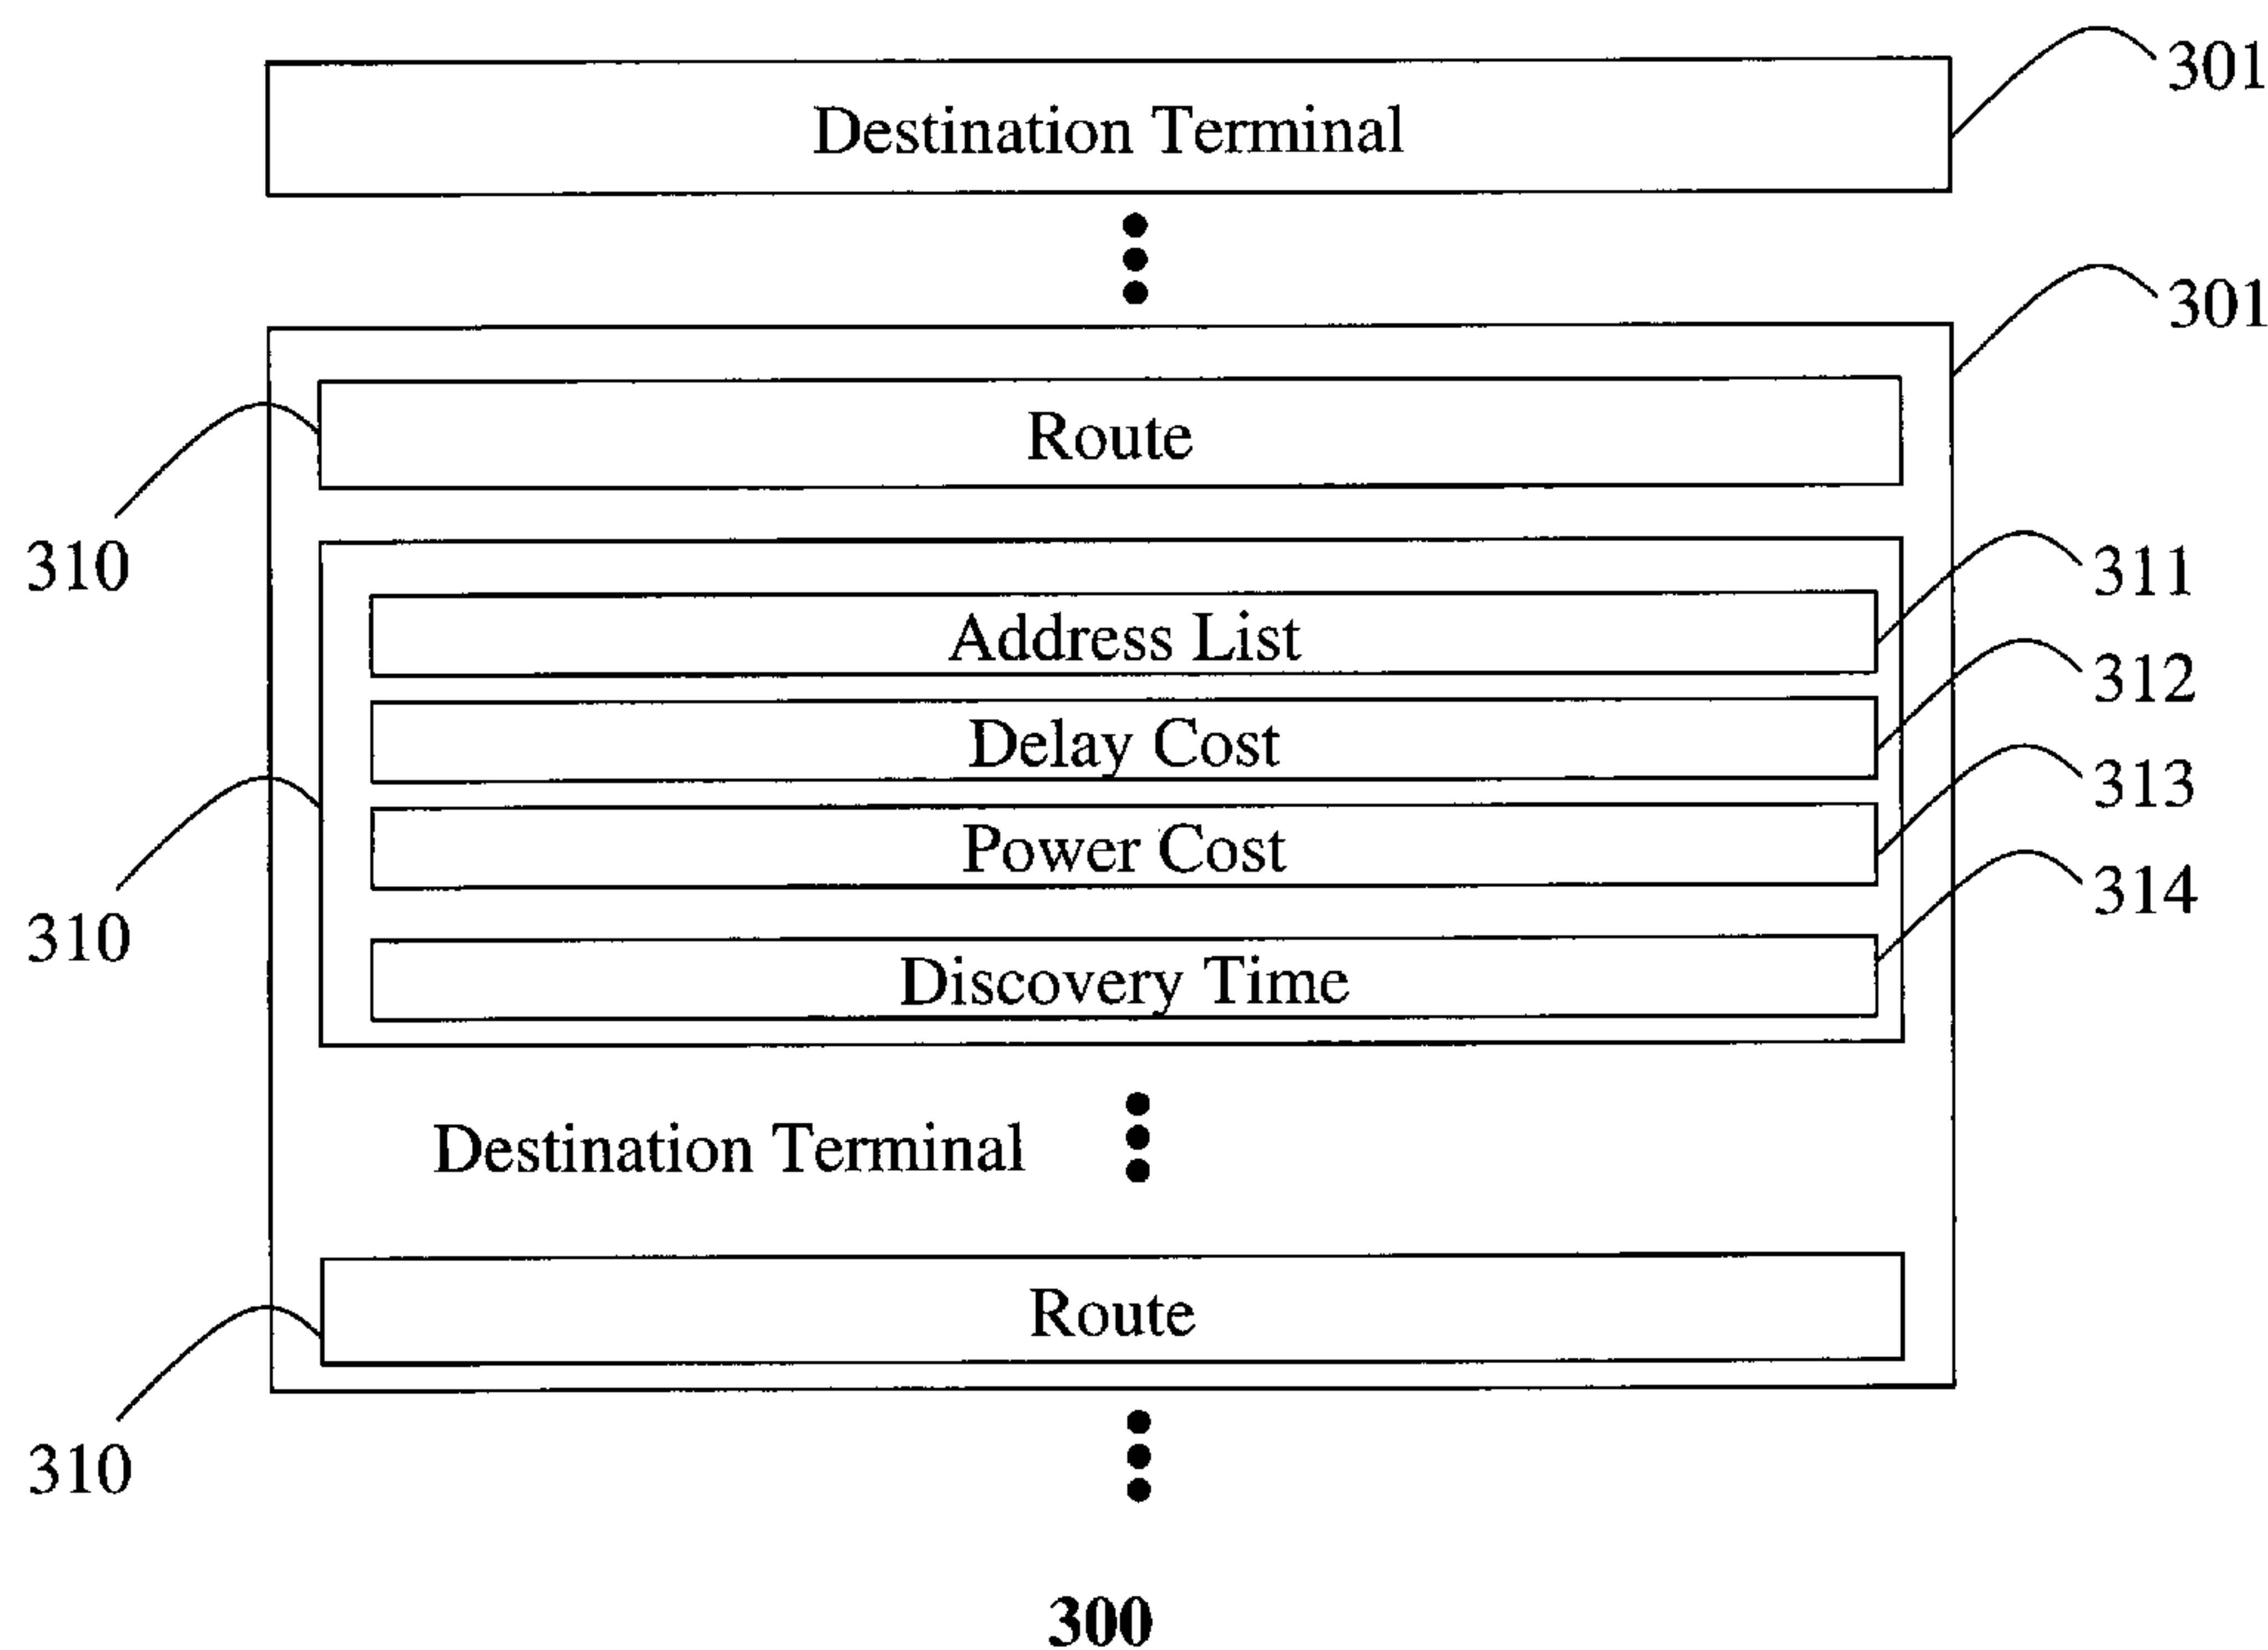 301
Destination Terminal
301
Route
310
Address List
311
Delay Cost
312
Power Cost
313
314
310
Discovery Time
Destination Terminal
Route
310
300